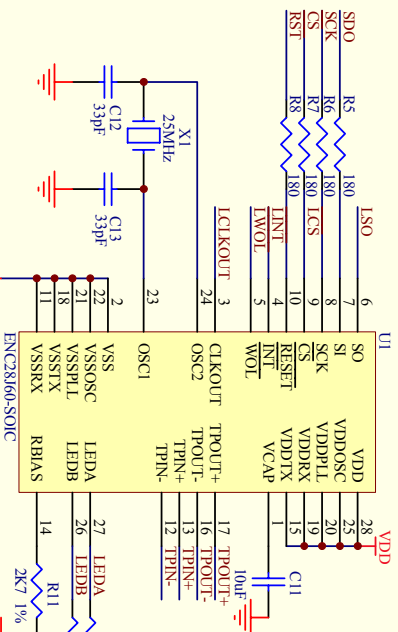 SDO
SCK
CS
RST
R5
R6
R7
R8
180
180
180
180
LSO
LCS
LINT
LWOL
LCLKOUT
X1
25MHz
C12
33pF
C13
33pF
6
7
8
9
10
4
5
3
24
23
2
22
21
18
11
U1
SO
SI
SCK
CS
RESET
INT
WOL
CLKOUT
OSC2
OSC1
VSS
VSSOSC
VSSPLL
VSSTX
VSSRX
VDD
VDDOSC
VDDPLL
VDDRX
VDDTX
VCAP
TPOUT+
TPOUT-
TPIN+
TPIN-
LEDA
LEDB
RBIAS
ENC28J60-SOIC
28
25
20
19
15
1
17
16
13
12
27
26
14
VDD
C11
10uF
TPOUT+
TPOUT-
TPIN+
TPIN-
LEDA
LEDB
R11
2K7 1%